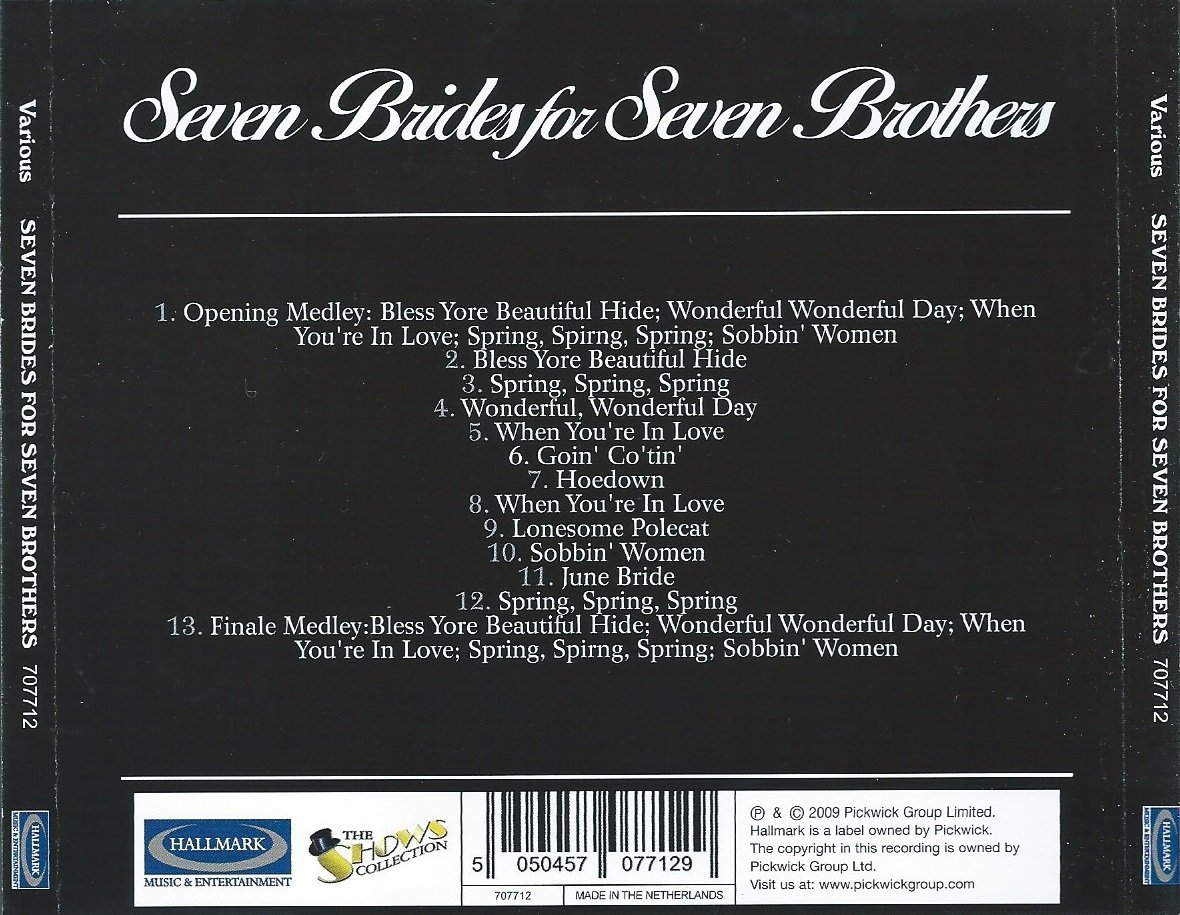 Seven Brides for Seven Brothers
1. Opening Medley: Bless Yore Beautiful Hide; Wonderful Wonderful Day; When
You're In Love; Spring, Spirng, Spring; Sobbin' Women
2. Bless Yore Beautiful Hide
3. Spring, Spring, Spring
4. Wonderful, Wonderful Day
5. When You're In Love
6. Goin' Co'tin'
7. Hoedown
8. When You're In Love
9. Lonesome Polecat
10. Sobbin' Women
11. June Bride
12. Spring, Spring, Spring
13. Finale Medley:Bless Yore Beautiful Hide; Wonderful Wonderful Day; When
You're In Love; Spring, Spirng, Spring; Sobbin' Women
HALLMARK
MUSIC & ENTERTAINMENT
THE
SHOWS
COLLECTION
5 050457 077129
707712
MADE IN THE NETHERLANDS
℗ & © 2009 Pickwick Group Limited.
Hallmark is a label owned by Pickwick.
The copyright in this recording is owned by
Pickwick Group Ltd.
Visit us at: www.pickwickgroup.com
Various SEVEN BRIDES FOR SEVEN BROTHERS 707712
HALLMARK
MUSIC & ENTERTAINMENT
Various SEVEN BRIDES FOR SEVEN BROTHERS 707712
HALLMARK
MUSIC & ENTERTAINMENT